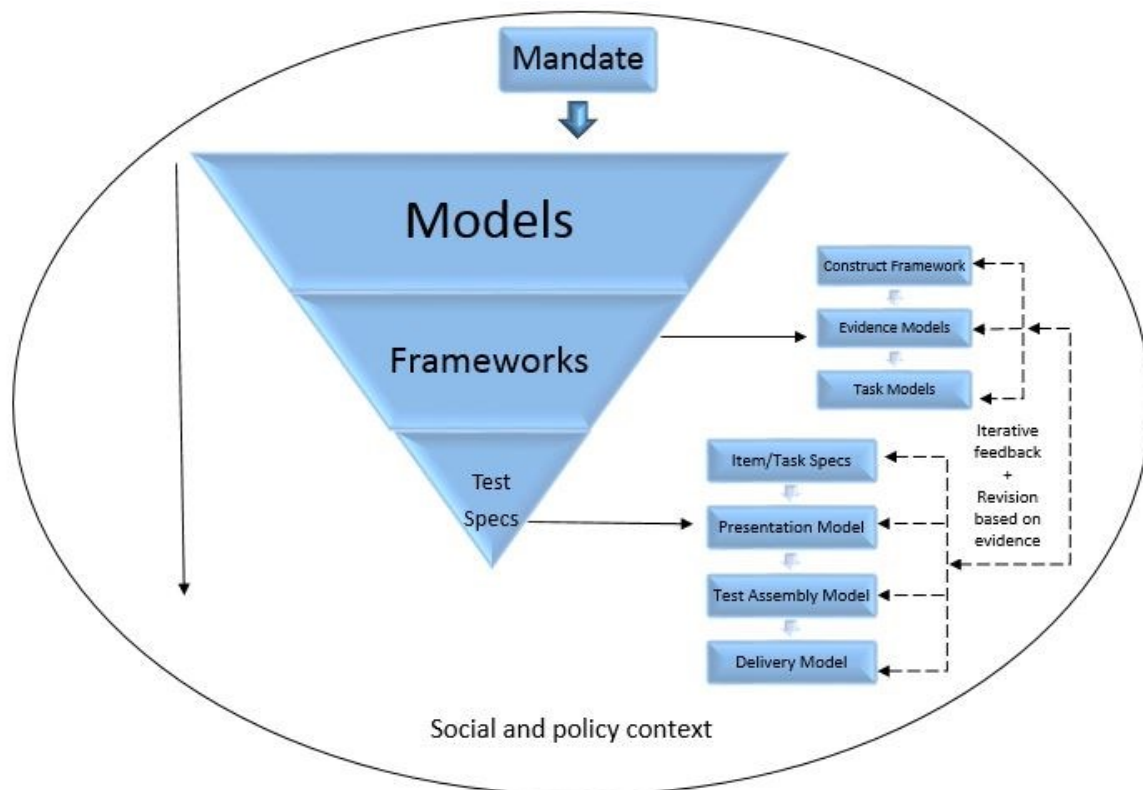 Mandate
Models
Frameworks
Test
Specs
Construct Framework
Evidence Models
Task Models
Iterative
feedback
+
Revision
based on
evidence
Item/Task Specs
Presentation Model
Test Assembly Model
Delivery Model
Social and policy context